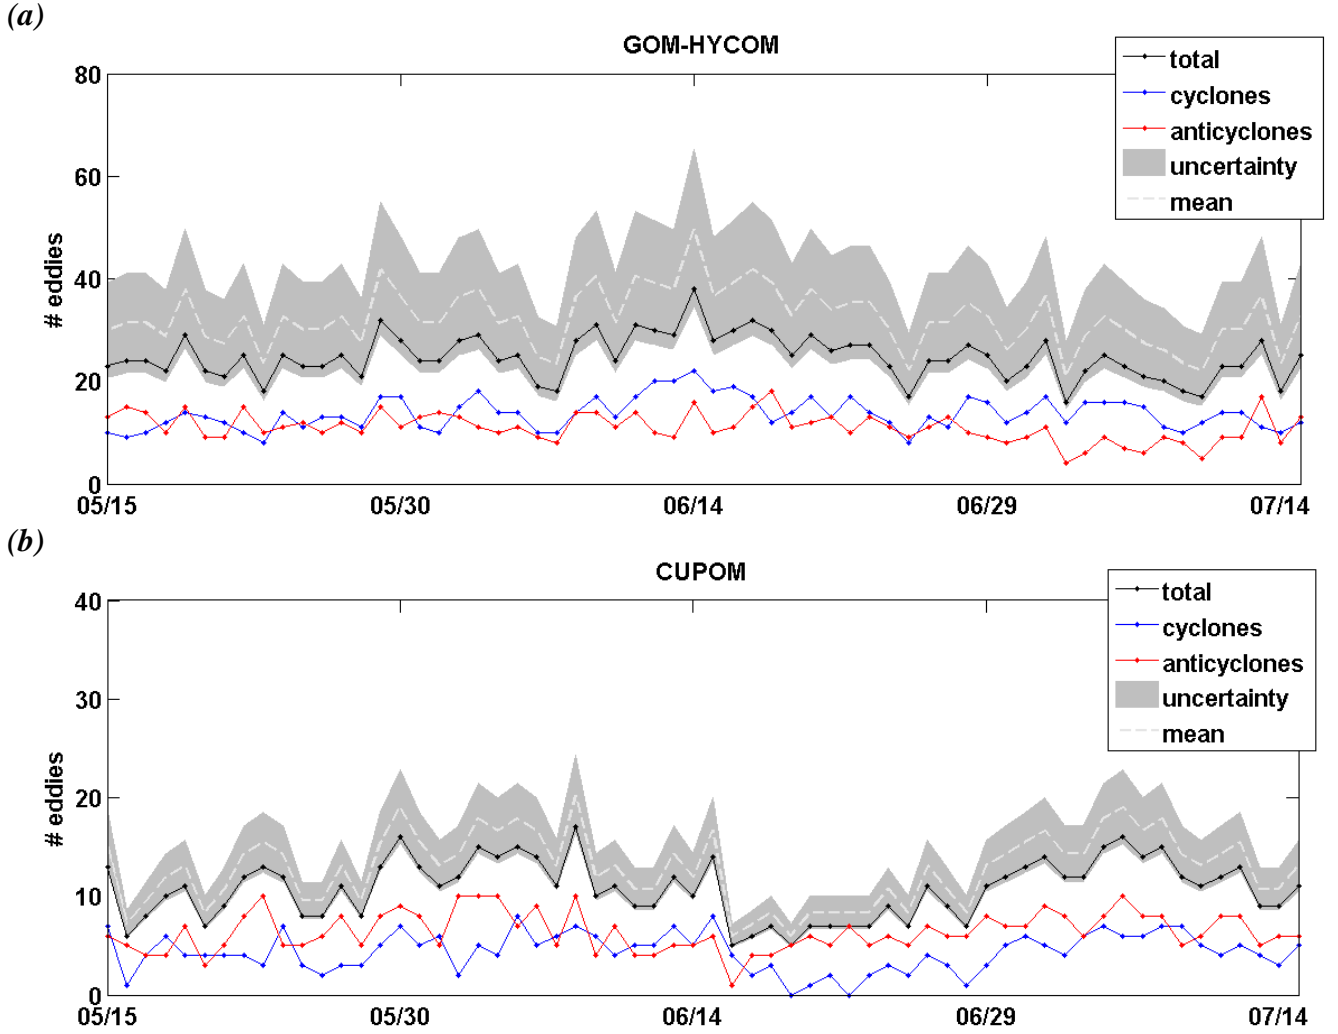 (a)
GOM-HYCOM
total
cyclones
anticyclones
uncertainty
mean
# eddies
80
60
40
20
0
05/15
05/30
06/14
06/29
07/14
(b)
CUPOM
total
cyclones
anticyclones
uncertainty
mean
# eddies
40
30
20
10
0
05/15
05/30
06/14
06/29
07/14